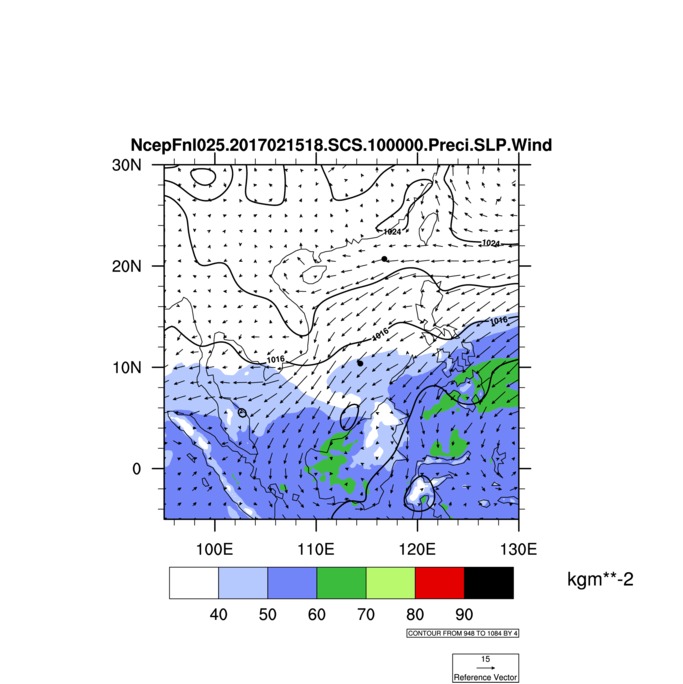 NcepFnl025.2017021518.SCS.100000.Preci.SLP.Wind
30N
1024
1024
20N
1016
1016
1016
10N
0
100E 110E 120E 130E
kgm**-2
40 50 60 70 80 90
CONTOUR FROM 948 TO 1084 BY 4
15
Reference Vector